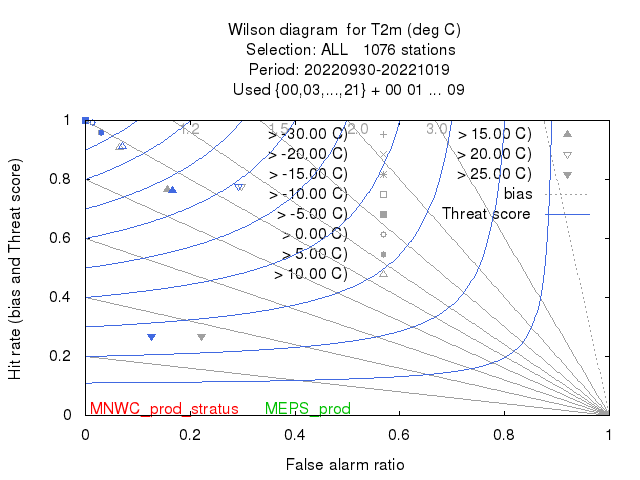 Wilson diagram  for T2m (deg C)
Selection: ALL   1076 stations
Period: 20220930-20221019
Used {00,03,...,21} + 00 01 ... 09
Hit rate (bias and Threat score)
1
0.8
0.6
0.4
0.2
0
1.2
1.5
2.0
3.0
> -30.00 C)
> -20.00 C)
> -15.00 C)
> -10.00 C)
> -5.00 C)
> 0.00 C)
> 5.00 C)
> 10.00 C)
> 15.00 C)
> 20.00 C)
> 25.00 C)
bias
Threat score
MNWC_prod_stratus
MEPS_prod
0
0.2
0.4
0.6
0.8
1
False alarm ratio